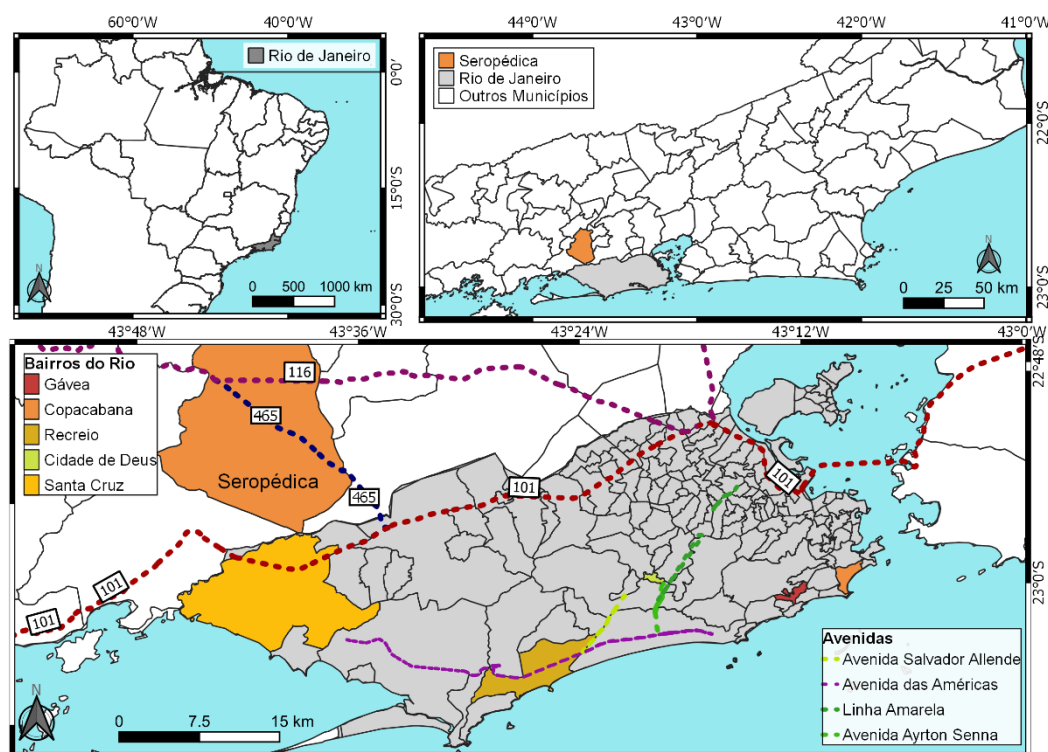 60°0'W 40°0'W
Rio de Janeiro
0°0'
15°0'S
30°0'S
N
0 500 1000 km
44°0'W 43°0'W 42°0'W 41°0'W
Seropédica
Rio de Janeiro
Outros Municípios
22°0'S
23°0'S
N
0 25 50 km
43°48'W 43°36'W 43°24'W 43°12'W 43°0'W
22°48'S
23°0'S
Bairros do Rio
Gávea
Copacabana
Recreio
Cidade de Deus
Santa Cruz
116
465
Seropédica
465
101
101
101
101
Avenidas
Avenida Salvador Allende
Avenida das Américas
Linha Amarela
Avenida Ayrton Senna
N
0 7.5 15 km